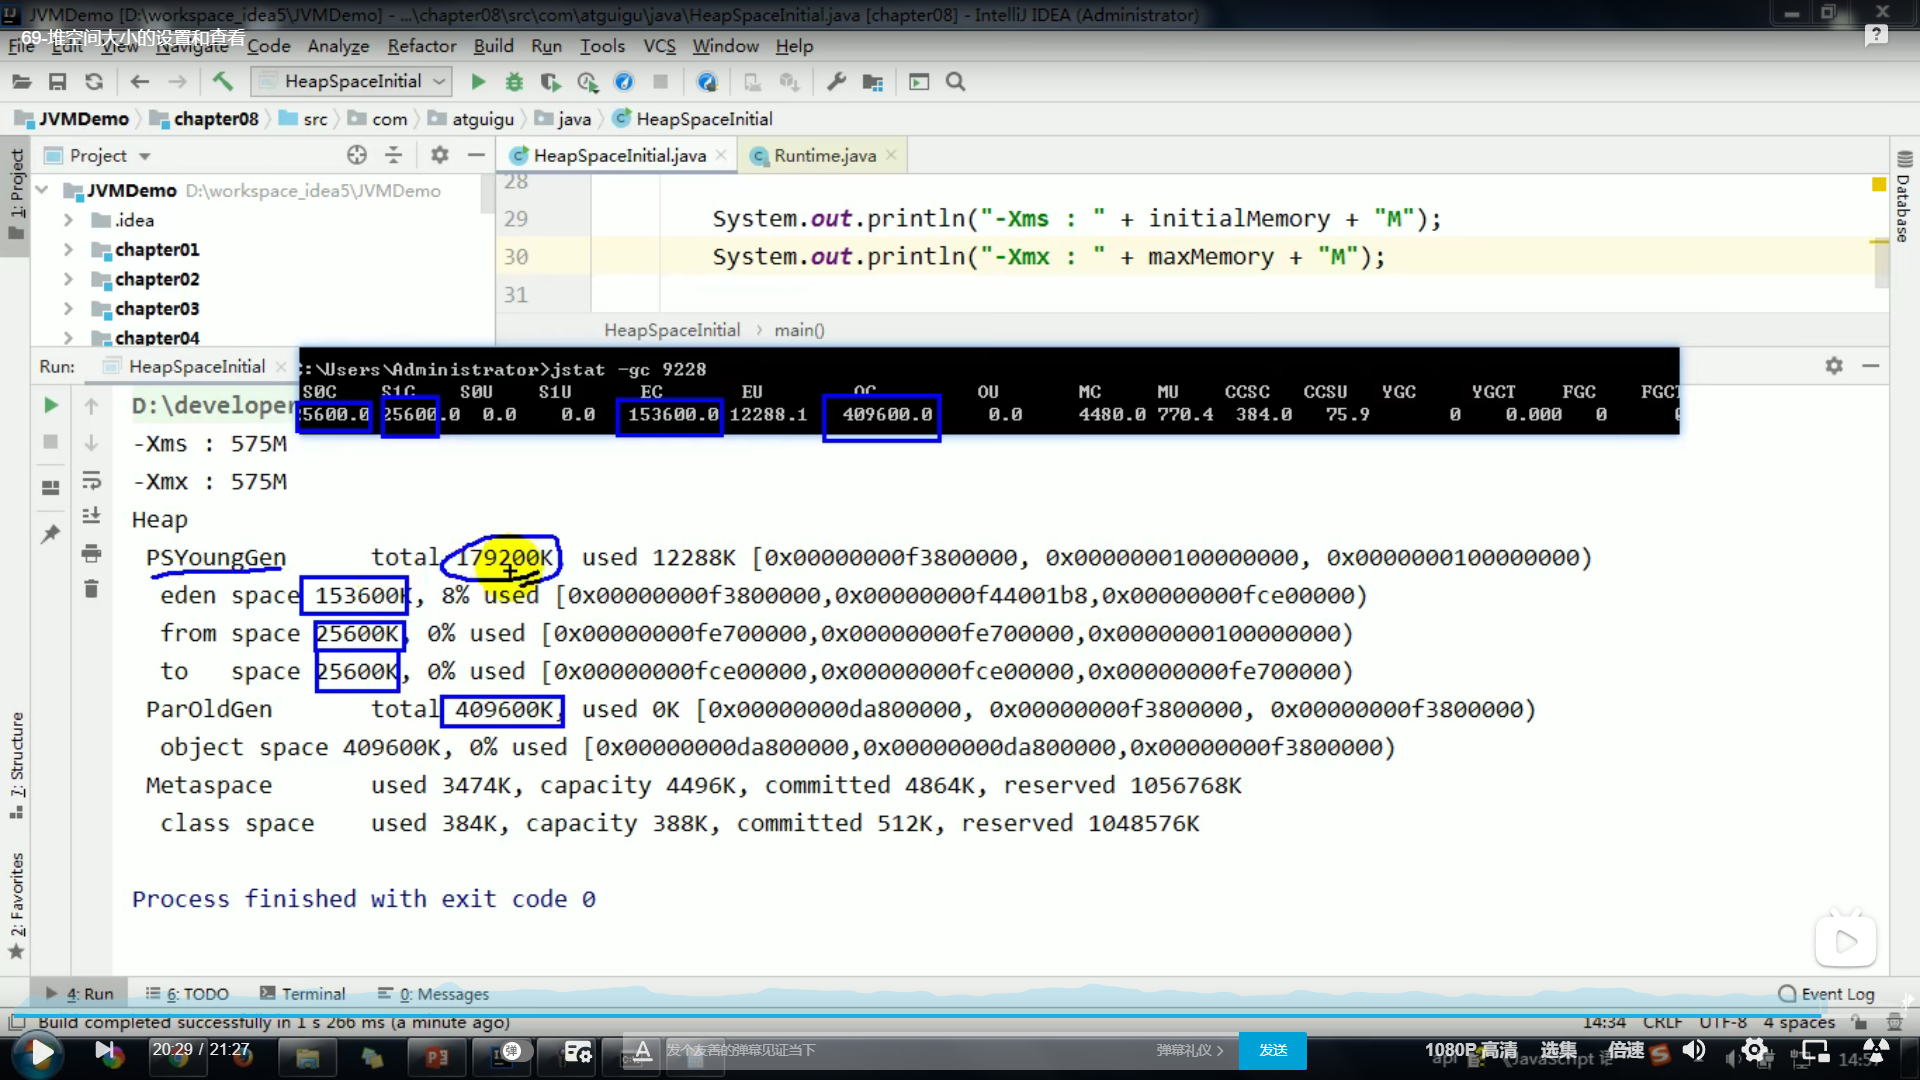 JVMDemo [D:\workspace_idea5\JVMDemo] - ...\chapter08\src\com\atguigu\java\HeapSpaceInitial.java [chapter08] - IntelliJ IDEA (Administrator)
69-堆空间大小的设置和查看
File Edit View Navigate Code Analyze Refactor Build Run Tools VCS Window Help
HeapSpaceInitial
JVMDemo chapter08 src com atguigu java HeapSpaceInitial
Project
HeapSpaceInitial.java
Runtime.java
1: Project
Database
JVMDemo D:\workspace_idea5\JVMDemo
.idea
chapter01
chapter02
chapter03
chapter04
28
29 System.out.println("-Xms : " + initialMemory + "M");
30 System.out.println("-Xmx : " + maxMemory + "M");
31
HeapSpaceInitial > main()
Run: HeapSpaceInitial
:\Users\Administrator>jstat -gc 9228
S0C S1C S0U S1U EC EU OC OU MC MU CCSC CCSU YGC YGCT FGC FGCT
5600.0 25600.0 0.0 0.0 153600.0 12288.1 409600.0 0.0 4480.0 770.4 384.0 75.9 0 0.000 0
D:\developer
-Xms : 575M
-Xmx : 575M
Heap
PSYoungGen total 179200K, used 12288K [0x00000000f3800000, 0x0000000100000000, 0x0000000100000000)
eden space 153600K, 8% used [0x00000000f3800000,0x00000000f44001b8,0x00000000fce00000)
from space 25600K, 0% used [0x00000000fe700000,0x00000000fe700000,0x0000000100000000)
to space 25600K, 0% used [0x00000000fce00000,0x00000000fce00000,0x00000000fe700000)
ParOldGen total 409600K, used 0K [0x00000000da800000, 0x00000000f3800000, 0x00000000f3800000)
object space 409600K, 0% used [0x00000000da800000,0x00000000da800000,0x00000000f3800000)
Metaspace used 3474K, capacity 4496K, committed 4864K, reserved 1056768K
class space used 384K, capacity 388K, committed 512K, reserved 1048576K
Process finished with exit code 0
7: Structure
2: Favorites
4: Run 6: TODO Terminal 0: Messages
Event Log
Build completed successfully in 1 s 266 ms (a minute ago)
14:34 CRLF UTF-8 4 spaces
20:29 / 21:27
弹
发个友善的弹幕见证当下
弹幕礼仪 >
发送
1080P 高清 选集 倍速